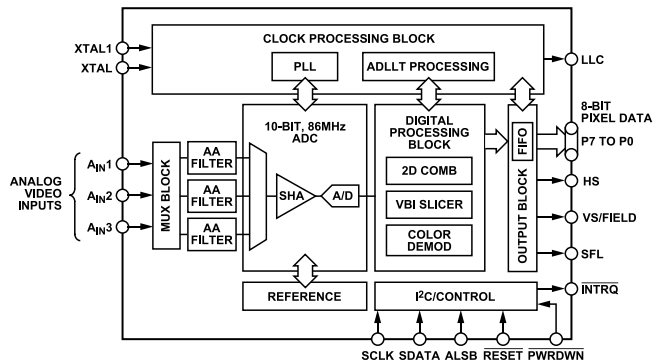 CLOCK PROCESSING BLOCK
XTAL1
XTAL
PLL
ADLLT PROCESSING
LLC
8-BIT
PIXEL DATA
P7 TO P0
10-BIT, 86MHz
ADC
DIGITAL
PROCESSING
BLOCK
FIFO
OUTPUT BLOCK
ANALOG
VIDEO
INPUTS
AIN1
AIN2
AIN3
MUX BLOCK
AA
FILTER
AA
FILTER
AA
FILTER
SHA
A/D
2D COMB
VBI SLICER
COLOR
DEMOD
HS
VS/FIELD
SFL
REFERENCE
I2C/CONTROL
INTRQ
SCLK SDATA ALSB RESET PWRDWN